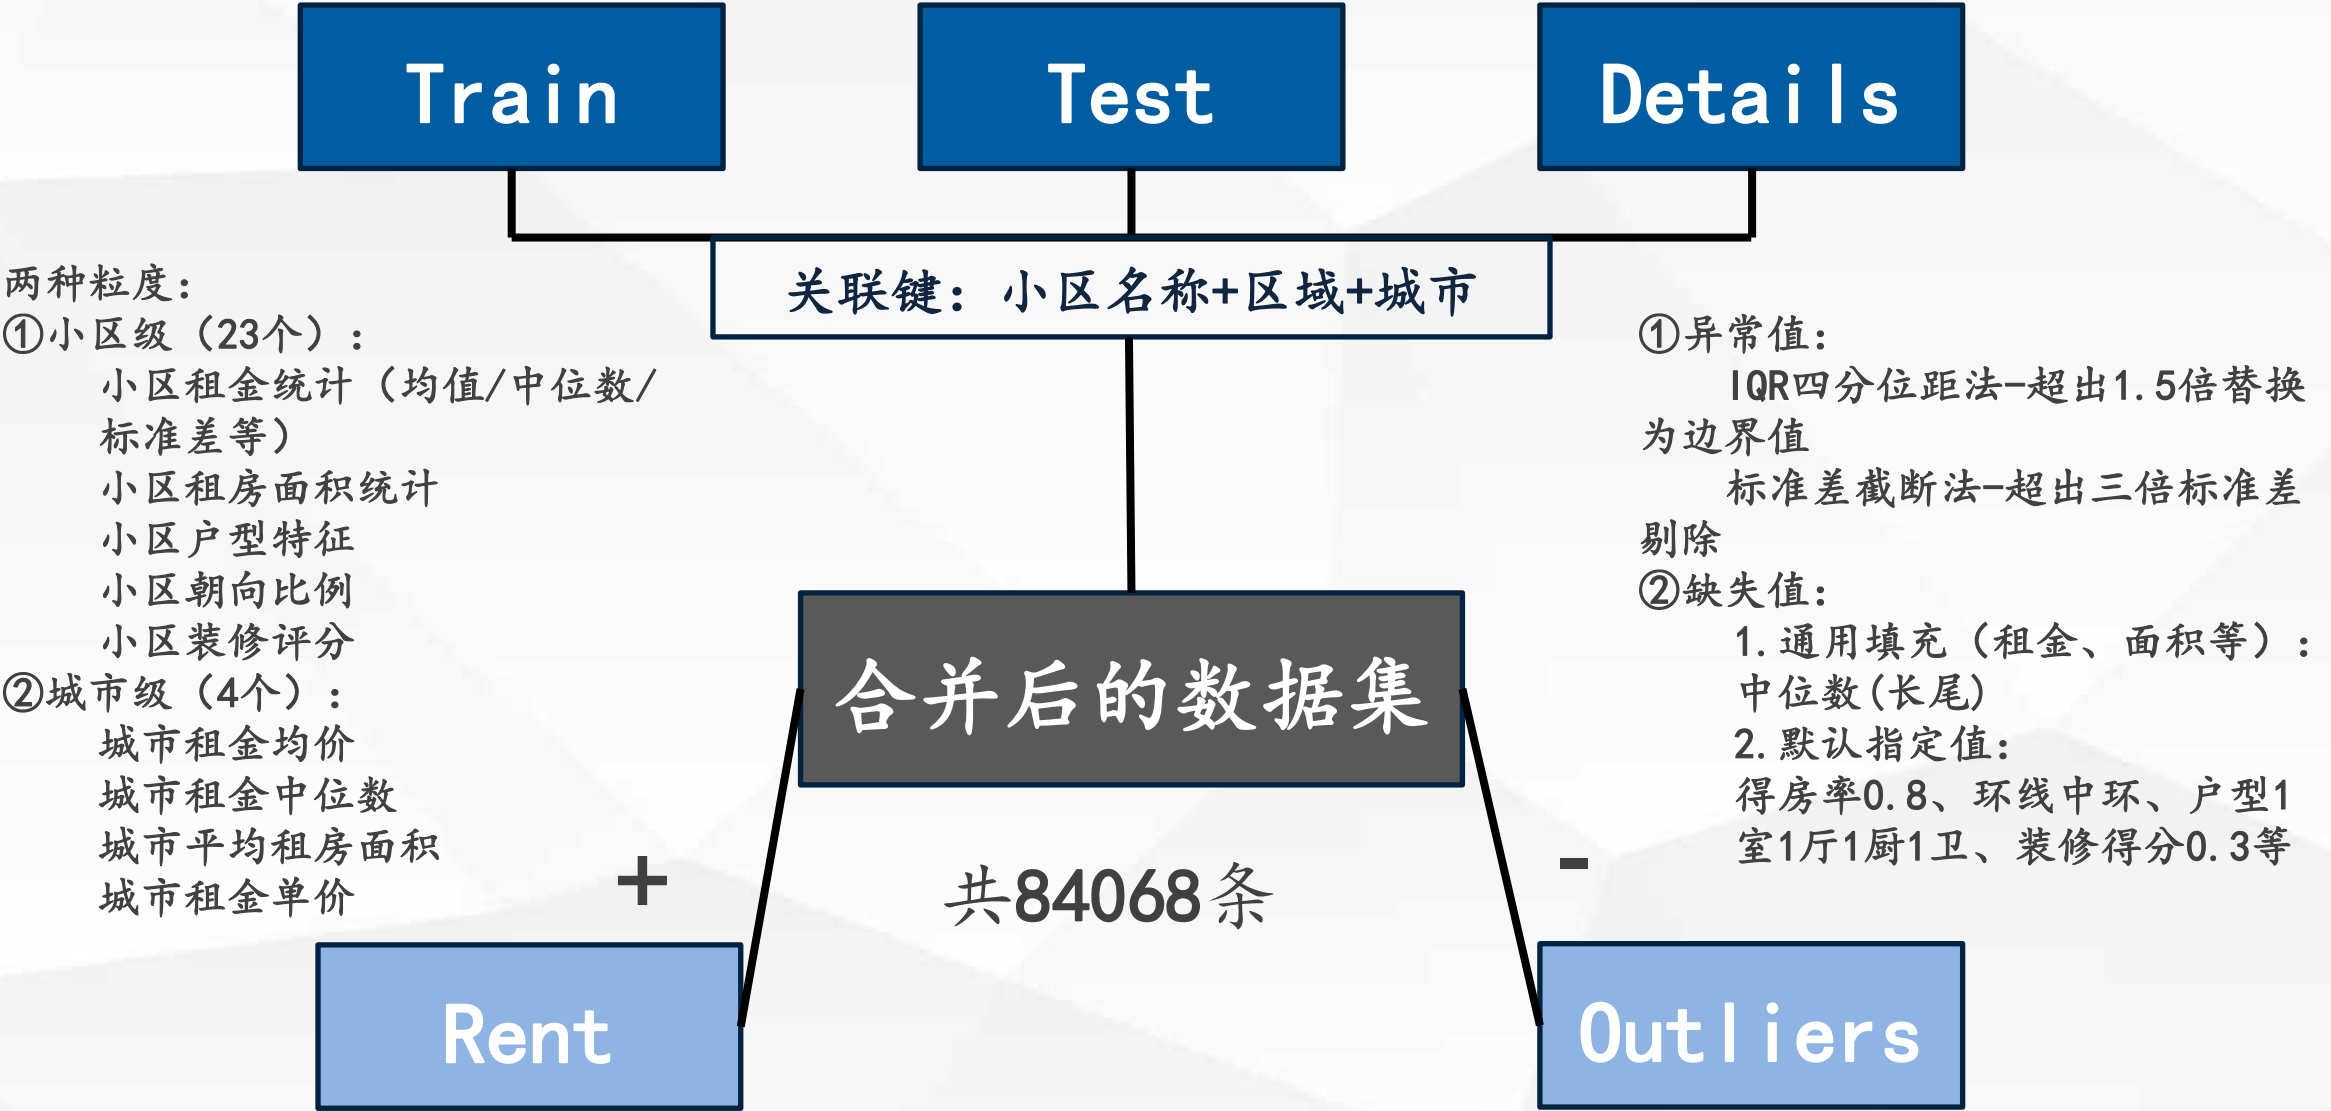 Train
Test
Details
关联键：小区名称+区域+城市
两种粒度：
①小区级（23个）：
小区租金统计（均值/中位数/
标准差等）
小区租房面积统计
小区户型特征
小区朝向比例
小区装修评分
②城市级（4个）：
城市租金均价
城市租金中位数
城市平均租房面积
城市租金单价
①异常值：
IQR四分位距法-超出1.5倍替换
为边界值
标准差截断法-超出三倍标准差
剔除
②缺失值：
1.通用填充（租金、面积等）：
中位数(长尾)
2.默认指定值：
得房率0.8、环线中环、户型1
室1厅1厨1卫、装修得分0.3等
合并后的数据集
+
共84068条
-
Rent
Outliers